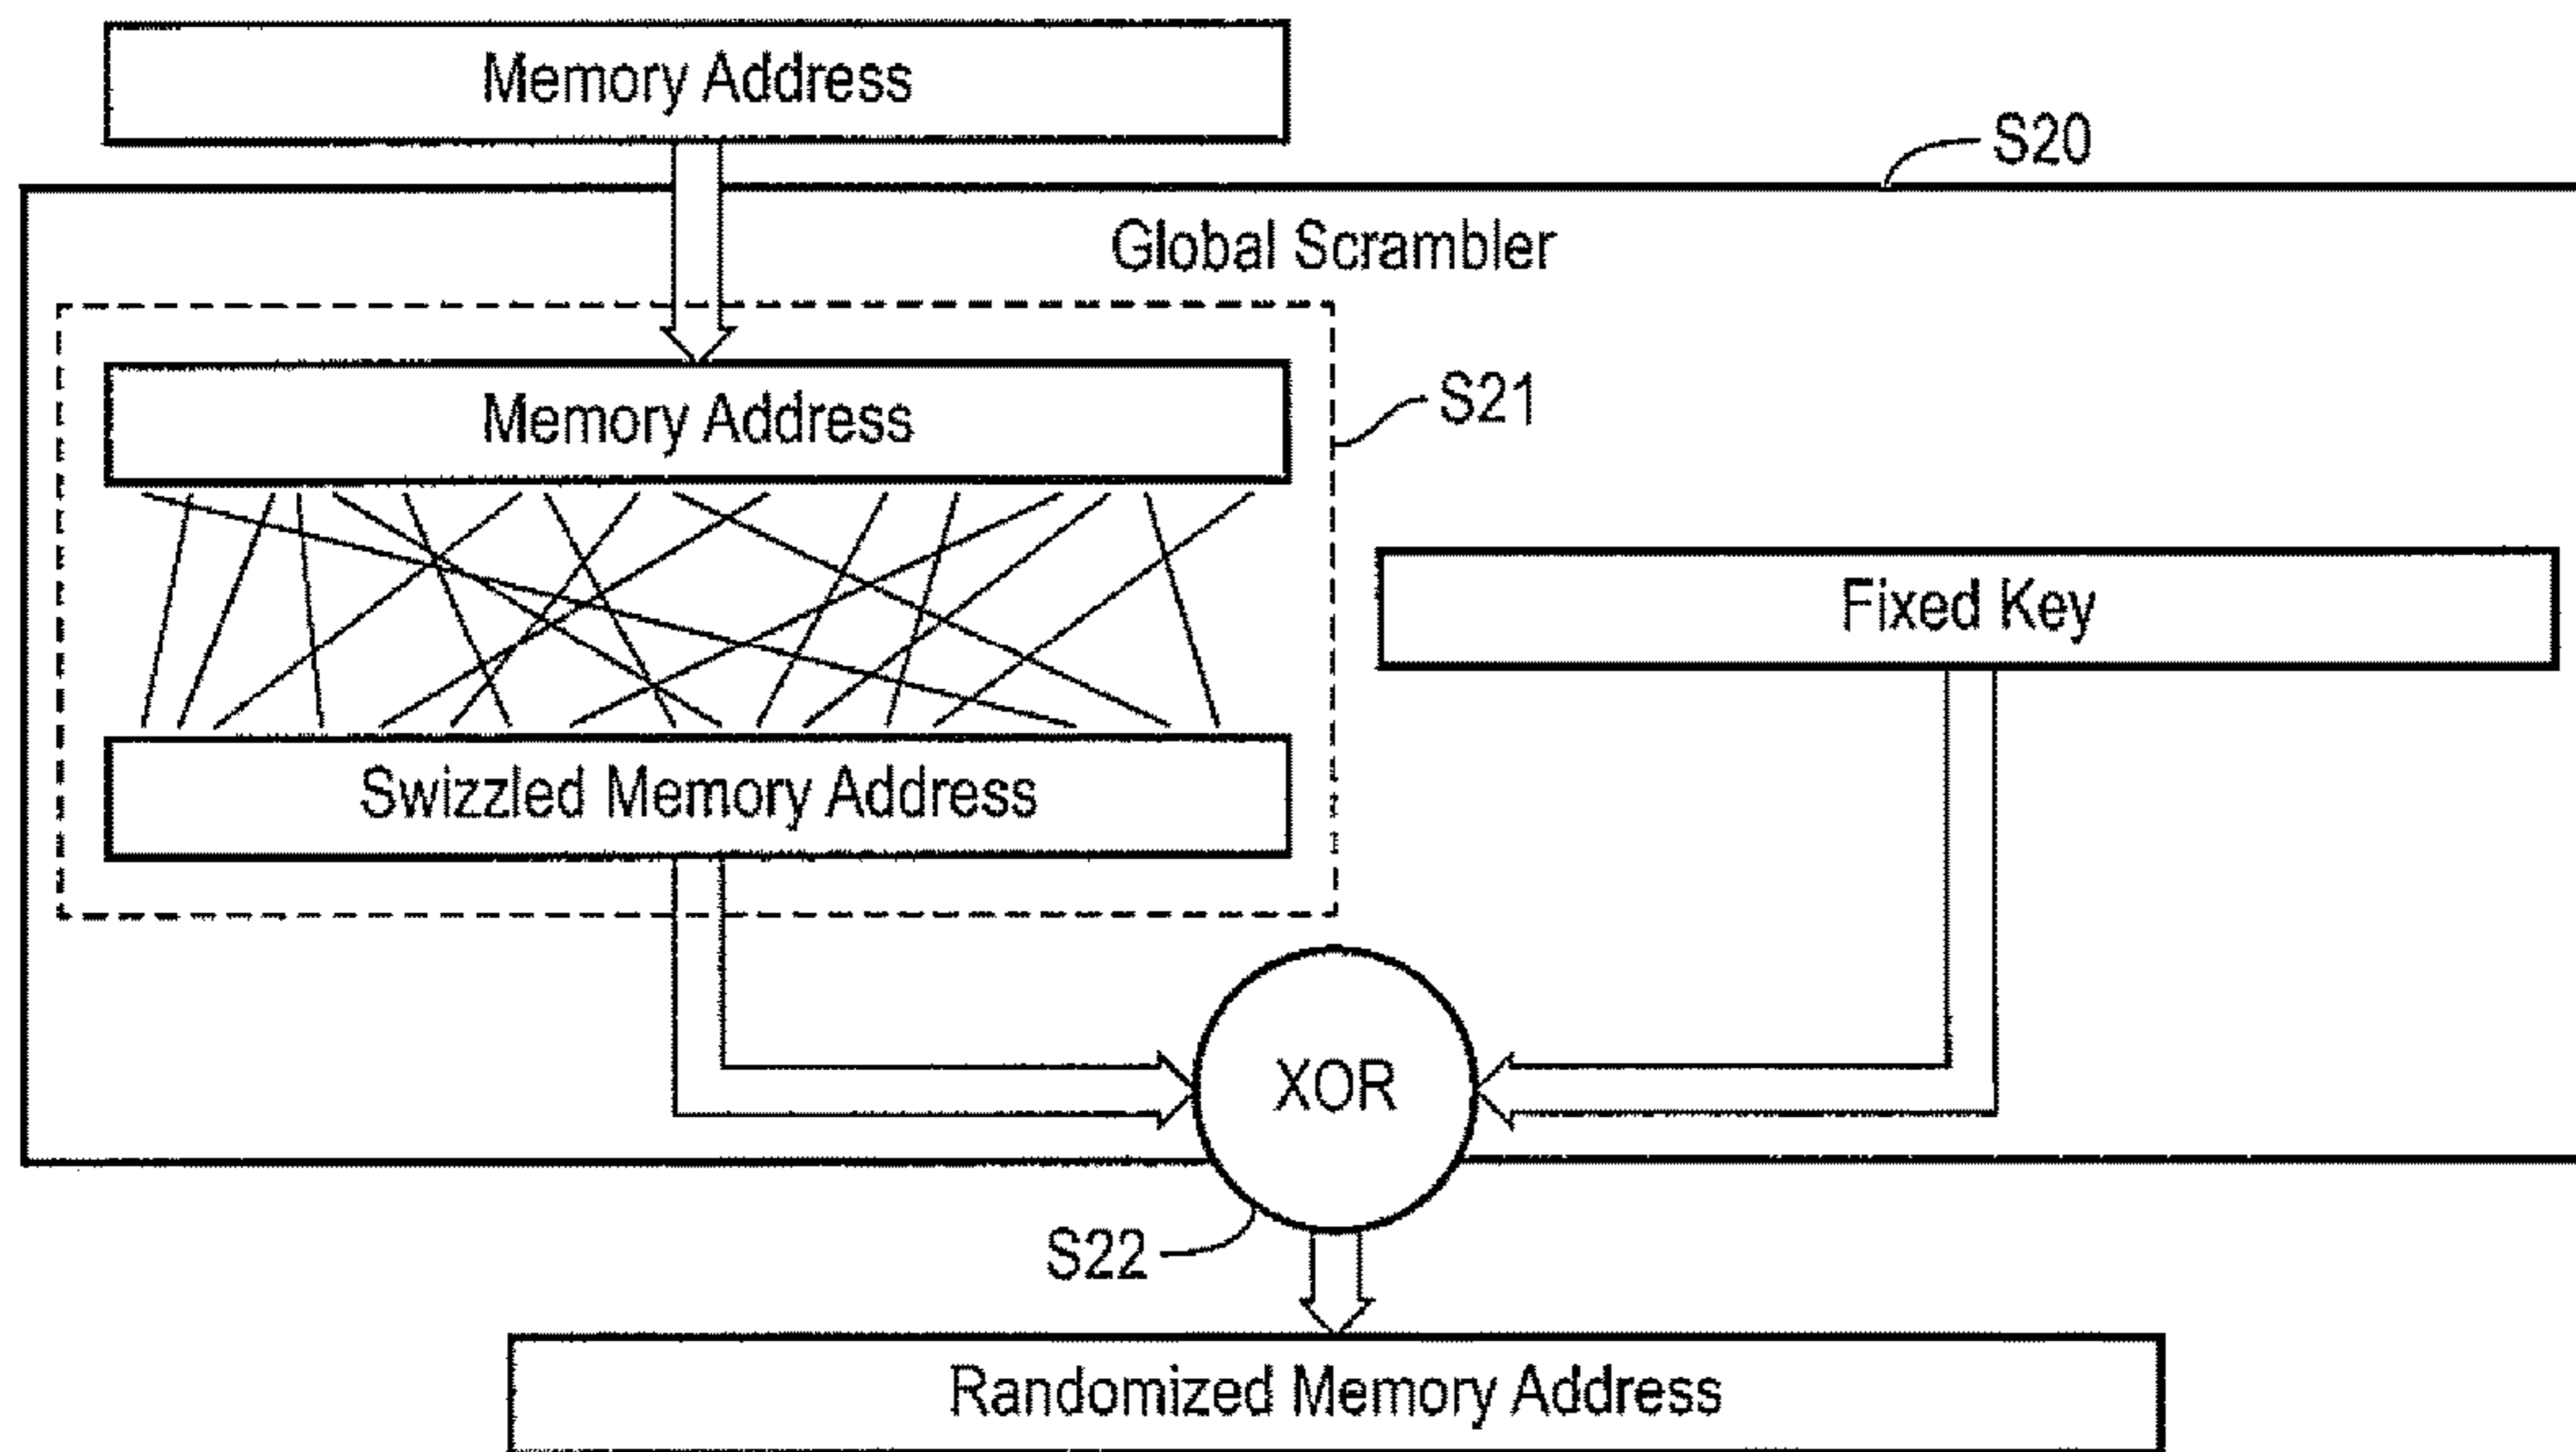 Memory Address
S20
Global Scrambler
Memory Address
S21
Fixed Key
Swizzled Memory Address
XOR
S22
Randomized Memory Address